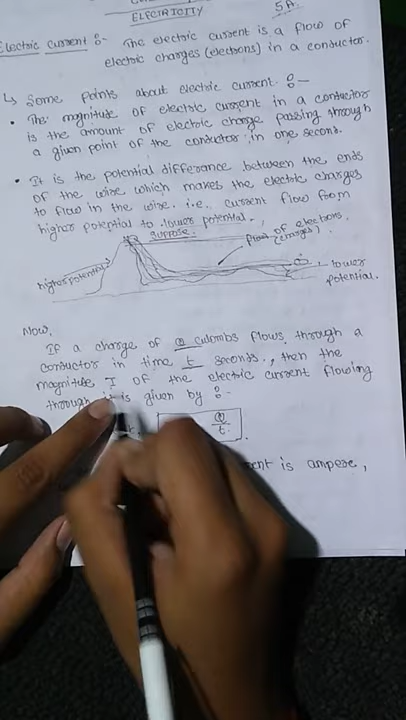 ELECTRICITY
5A.
Electric current :- The electric current is a flow of
electric charges (electrons) in a conductor.
↳ Some points about electric current :-
• The magnitude of electric current in a conductor
is the amount of electric charge passing through
a given point of the conductor in one second.
• It is the potential difference between the ends
of the wire which makes the electric charges
to flow in the wire. i.e. current flow from
higher potential to lower potential.
suppose
flow of electrons
(charges).
higher potential
lower
potential.
Now,
If a charge of Q culombs flows through a
conductor in time t seconds, then the
magnitude I of the electric current flowing
through it is given by :-
Q
t
is ampere,